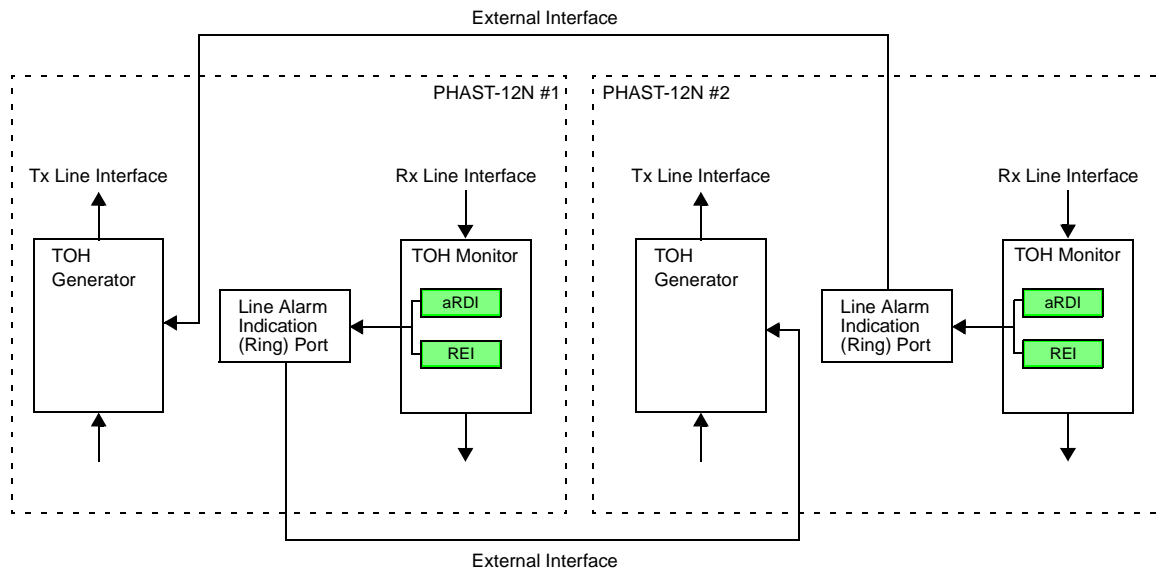 External Interface
PHAST-12N #1
PHAST-12N #2
Tx Line Interface
Rx Line Interface
Tx Line Interface
Rx Line Interface
TOH
Generator
TOH Monitor
aRDI
REI
Line Alarm
Indication
(Ring) Port
TOH
Generator
Line Alarm
Indication
(Ring) Port
TOH Monitor
aRDI
REI
External Interface